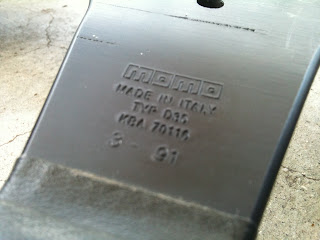 momo
MADE IN ITALY
TYP D35
KBA 70116
3 - 91